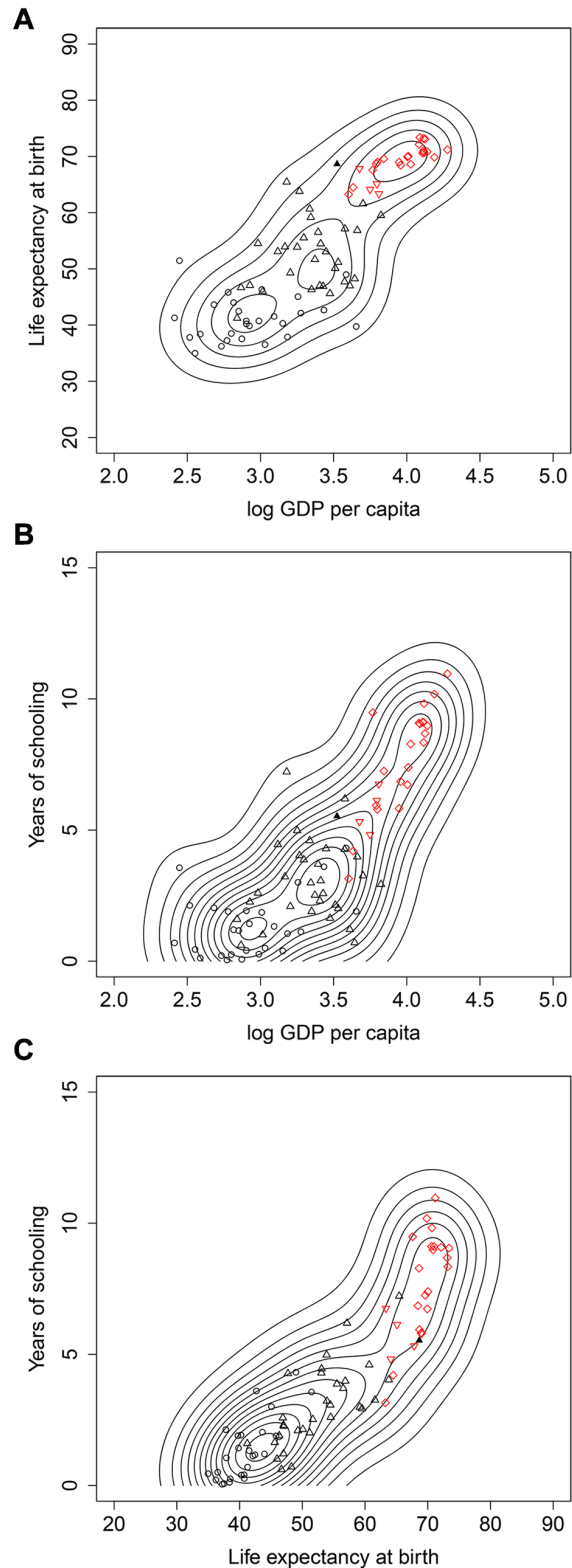 A
90
80
70
60
50
40
30
20
Life expectancy at birth
2.0 2.5 3.0 3.5 4.0 4.5 5.0
log GDP per capita
B
15
10
5
0
Years of schooling
2.0 2.5 3.0 3.5 4.0 4.5 5.0
log GDP per capita
C
15
10
5
0
Years of schooling
20 30 40 50 60 70 80 90
Life expectancy at birth